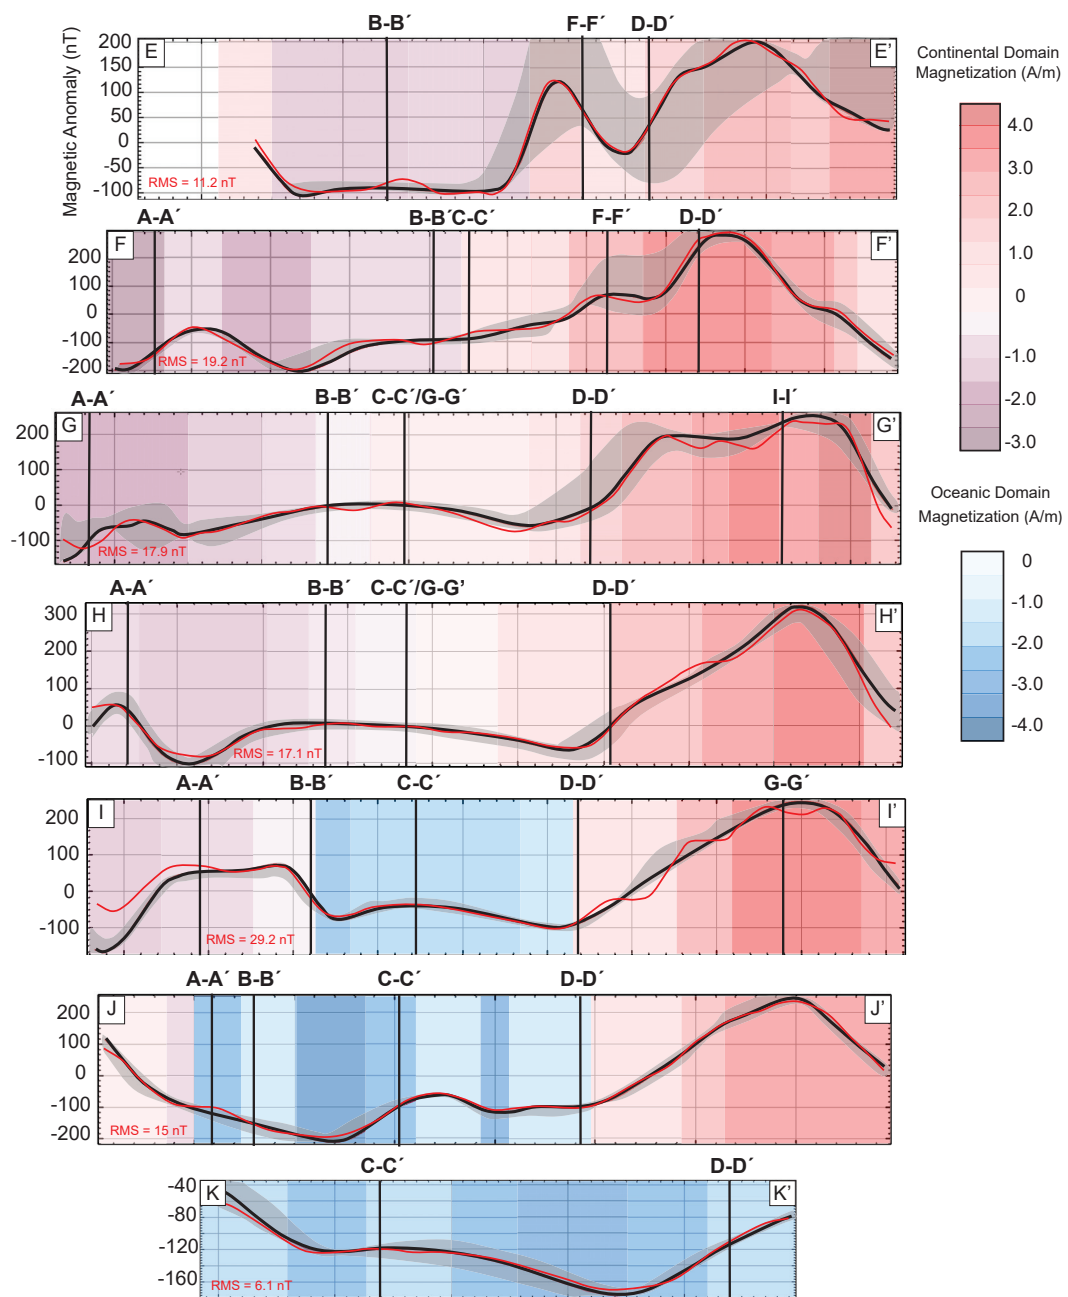 B-B´ F-F´ D-D´
Magnetic Anomaly (nT)
E E’
200
150
100
50
0
-50
-100
RMS = 11.2 nT
A-A´ B-B´ C-C´ F-F´ D-D´
F F’
200
100
0
-100
-200
RMS = 19.2 nT
A-A´ B-B´ C-C´/G-G´ D-D´ I-I´
G G’
200
100
0
-100
RMS = 17.9 nT
A-A´ B-B´ C-C´/G-G’ D-D´
H H’
300
200
100
0
-100
RMS = 17.1 nT
A-A´ B-B´ C-C´ D-D´ G-G´
I I’
200
100
0
-100
RMS = 29.2 nT
A-A´ B-B´ C-C´ D-D´
J J’
200
100
0
-100
-200
RMS = 15 nT
C-C´ D-D´
K K’
-40
-80
-120
-160
RMS = 6.1 nT
Continental Domain
Magnetization (A/m)
4.0
3.0
2.0
1.0
0
-1.0
-2.0
-3.0
Oceanic Domain
Magnetization (A/m)
0
-1.0
-2.0
-3.0
-4.0